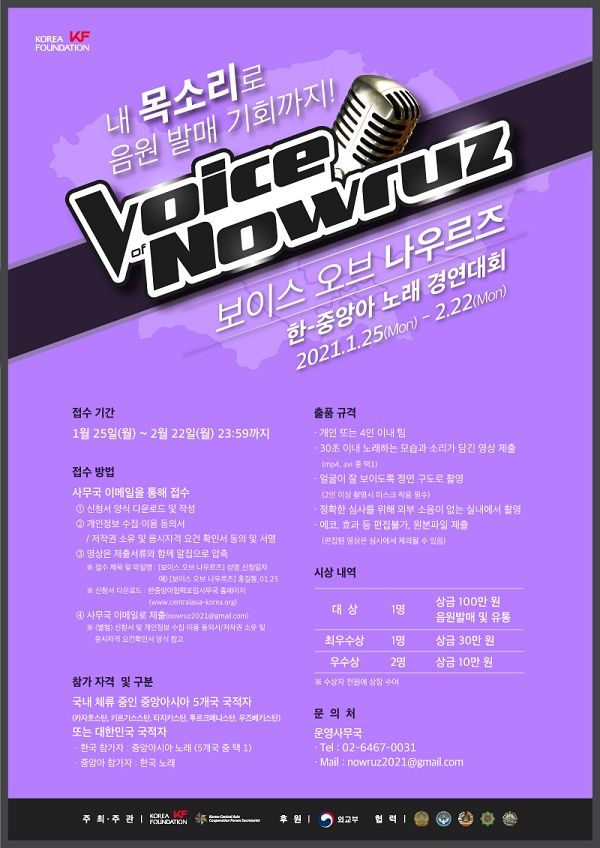 KOREA KF
FOUNDATION
내 목소리로
음원 발매 기회까지!
Voice
of Nowruz
보이스 오브 나우르즈
한-중앙아 노래 경연대회
2021.1.25(Mon) - 2.22(Mon)
접수 기간
1월 25일(월) ~ 2월 22일(월) 23:59까지
접수 방법
사무국 이메일을 통해 접수
① 신청서 양식 다운로드 및 작성
② 개인정보 수집·이용 동의서
/ 저작권 소유 및 응시자격 요건 확인서 동의 및 서명
③ 영상은 제출서류와 함께 알집으로 압축
※ 접수 제목 및 파일명 : [보이스 오브 나우르즈] 성명_신청일자
예) [보이스 오브 나우르즈] 홍길동_01.25
※ 신청서 다운로드 : 한중앙아협력포럼사무국 홈페이지
(www.centralasia-korea.org)
④ 사무국 이메일로 제출(nowruz2021@gmail.com)
※ (별첨) 신청서 및 개인정보 수집·이용 동의서/저작권 소유 및
응시자격 요건확인서 양식 참고
참가 자격 및 구분
국내 체류 중인 중앙아시아 5개국 국적자
(카자흐스탄, 키르기스스탄, 타지키스탄, 투르크메니스탄, 우즈베키스탄)
또는 대한민국 국적자
· 한국 참가자 : 중앙아시아 노래 (5개국 중 택 1)
· 중앙아 참가자 : 한국 노래
출품 규격
· 개인 또는 4인 이내 팀
· 30초 이내 노래하는 모습과 소리가 담긴 영상 제출
(mp4, avi 중 택1)
· 얼굴이 잘 보이도록 정면 구도로 촬영
(2인 이상 촬영시 마스크 착용 필수)
· 정확한 심사를 위해 외부 소음이 없는 실내에서 촬영
· 에코, 효과 등 편집불가, 원본파일 제출
(편집된 영상은 심사에서 제외될 수 있음)
시상 내역
대 상 1명 상금 100만 원
음원발매 및 유통
최우수상 1명 상금 30만 원
우수상 2명 상금 10만 원
※ 수상자 전원에 상장 수여
문 의 처
운영사무국
· Tel : 02-6467-0031
· Mail : nowruz2021@gmail.com
주 최·주 관 | KOREA KF FOUNDATION Korea-Central Asia Cooperation Forum Secretariat 후 원 | 외교부 협 력 |